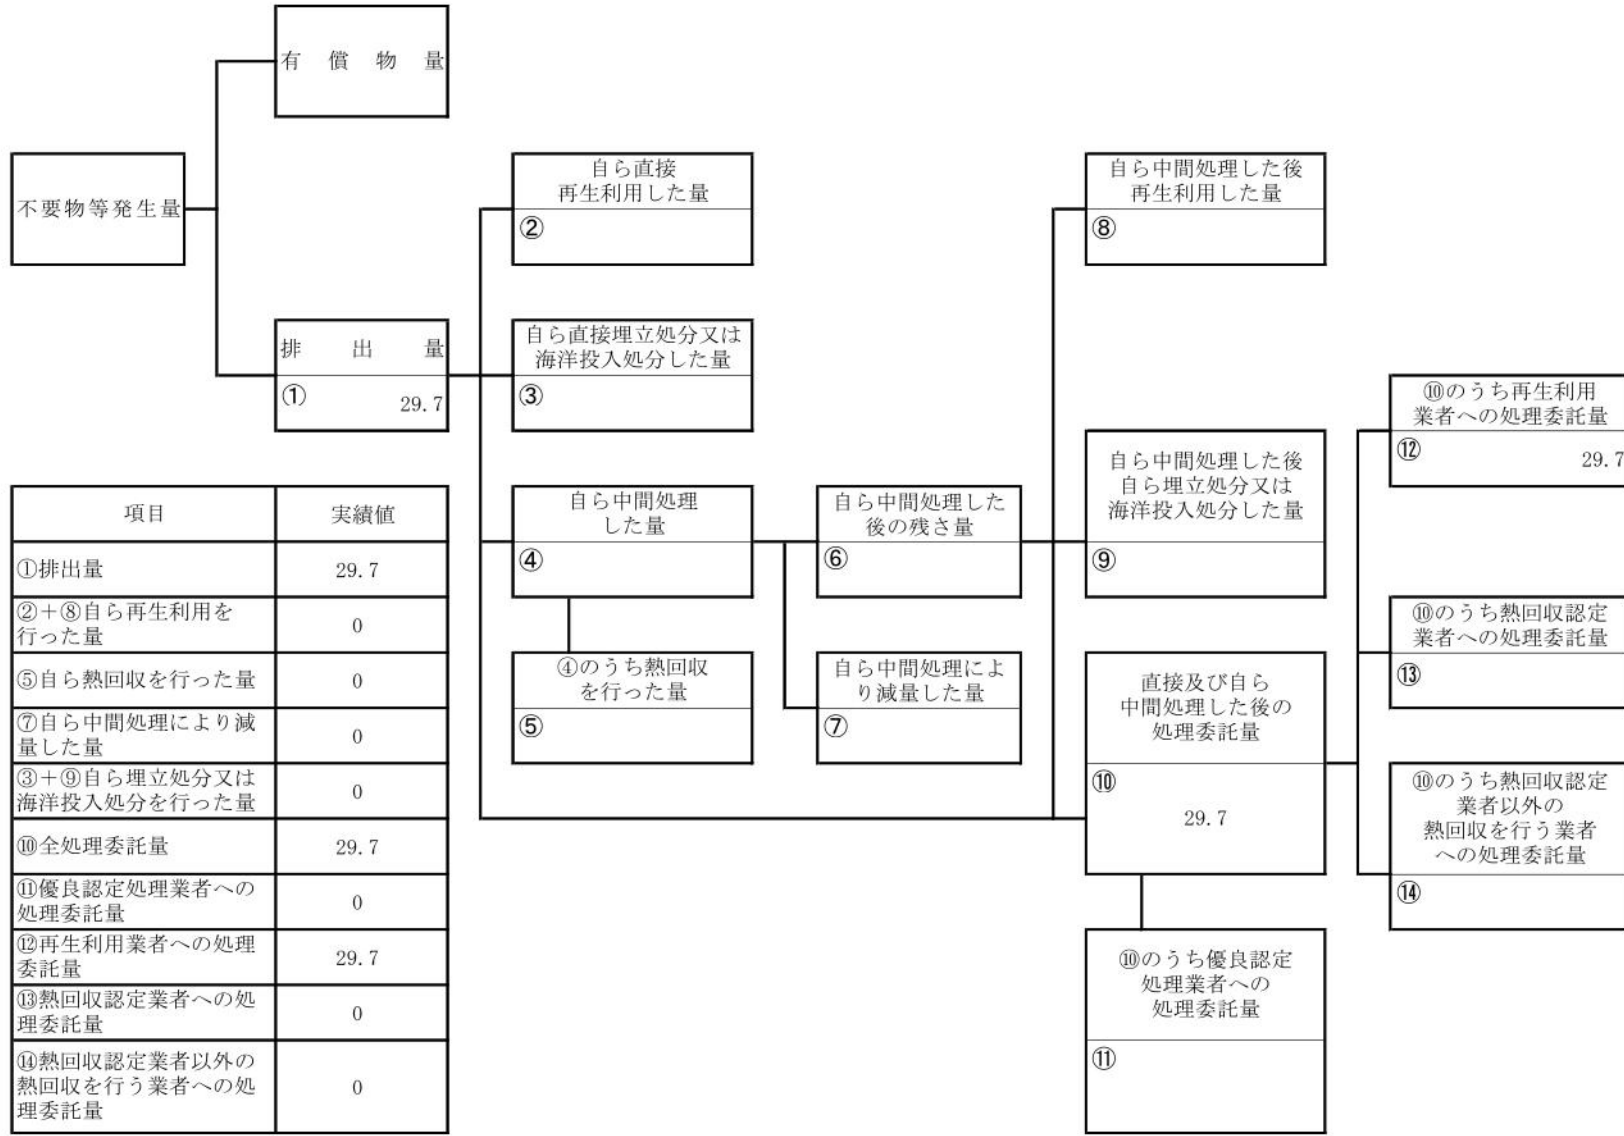 有償物量
不要物等発生量
排出量
①
29.7
自ら直接
再生利用した量
②
自ら直接埋立処分又は
海洋投入処分した量
③
自ら中間処理
した量
④
④のうち熱回収
を行った量
⑤
自ら中間処理した
後の残さ量
⑥
自ら中間処理によ
り減量した量
⑦
自ら中間処理した後
再生利用した量
⑧
自ら中間処理した後
自ら埋立処分又は
海洋投入処分した量
⑨
直接及び自ら
中間処理した後の
処理委託量
⑩
29.7
⑩のうち優良認定
処理業者への
処理委託量
⑪
⑩のうち再生利用
業者への処理委託量
⑫
29.7
⑩のうち熱回収認定
業者への処理委託量
⑬
⑩のうち熱回収認定
業者以外の
熱回収を行う業者
への処理委託量
⑭
項目 実績値
①排出量 29.7
②+⑧自ら再生利用を
行った量 0
⑤自ら熱回収を行った量 0
⑦自ら中間処理により減
量した量 0
③+⑨自ら埋立処分又は
海洋投入処分を行った量 0
⑩全処理委託量 29.7
⑪優良認定処理業者への
処理委託量 0
⑫再生利用業者への処理
委託量 29.7
⑬熱回収認定業者への処
理委託量 0
⑭熱回収認定業者以外の
熱回収を行う業者への処
理委託量 0